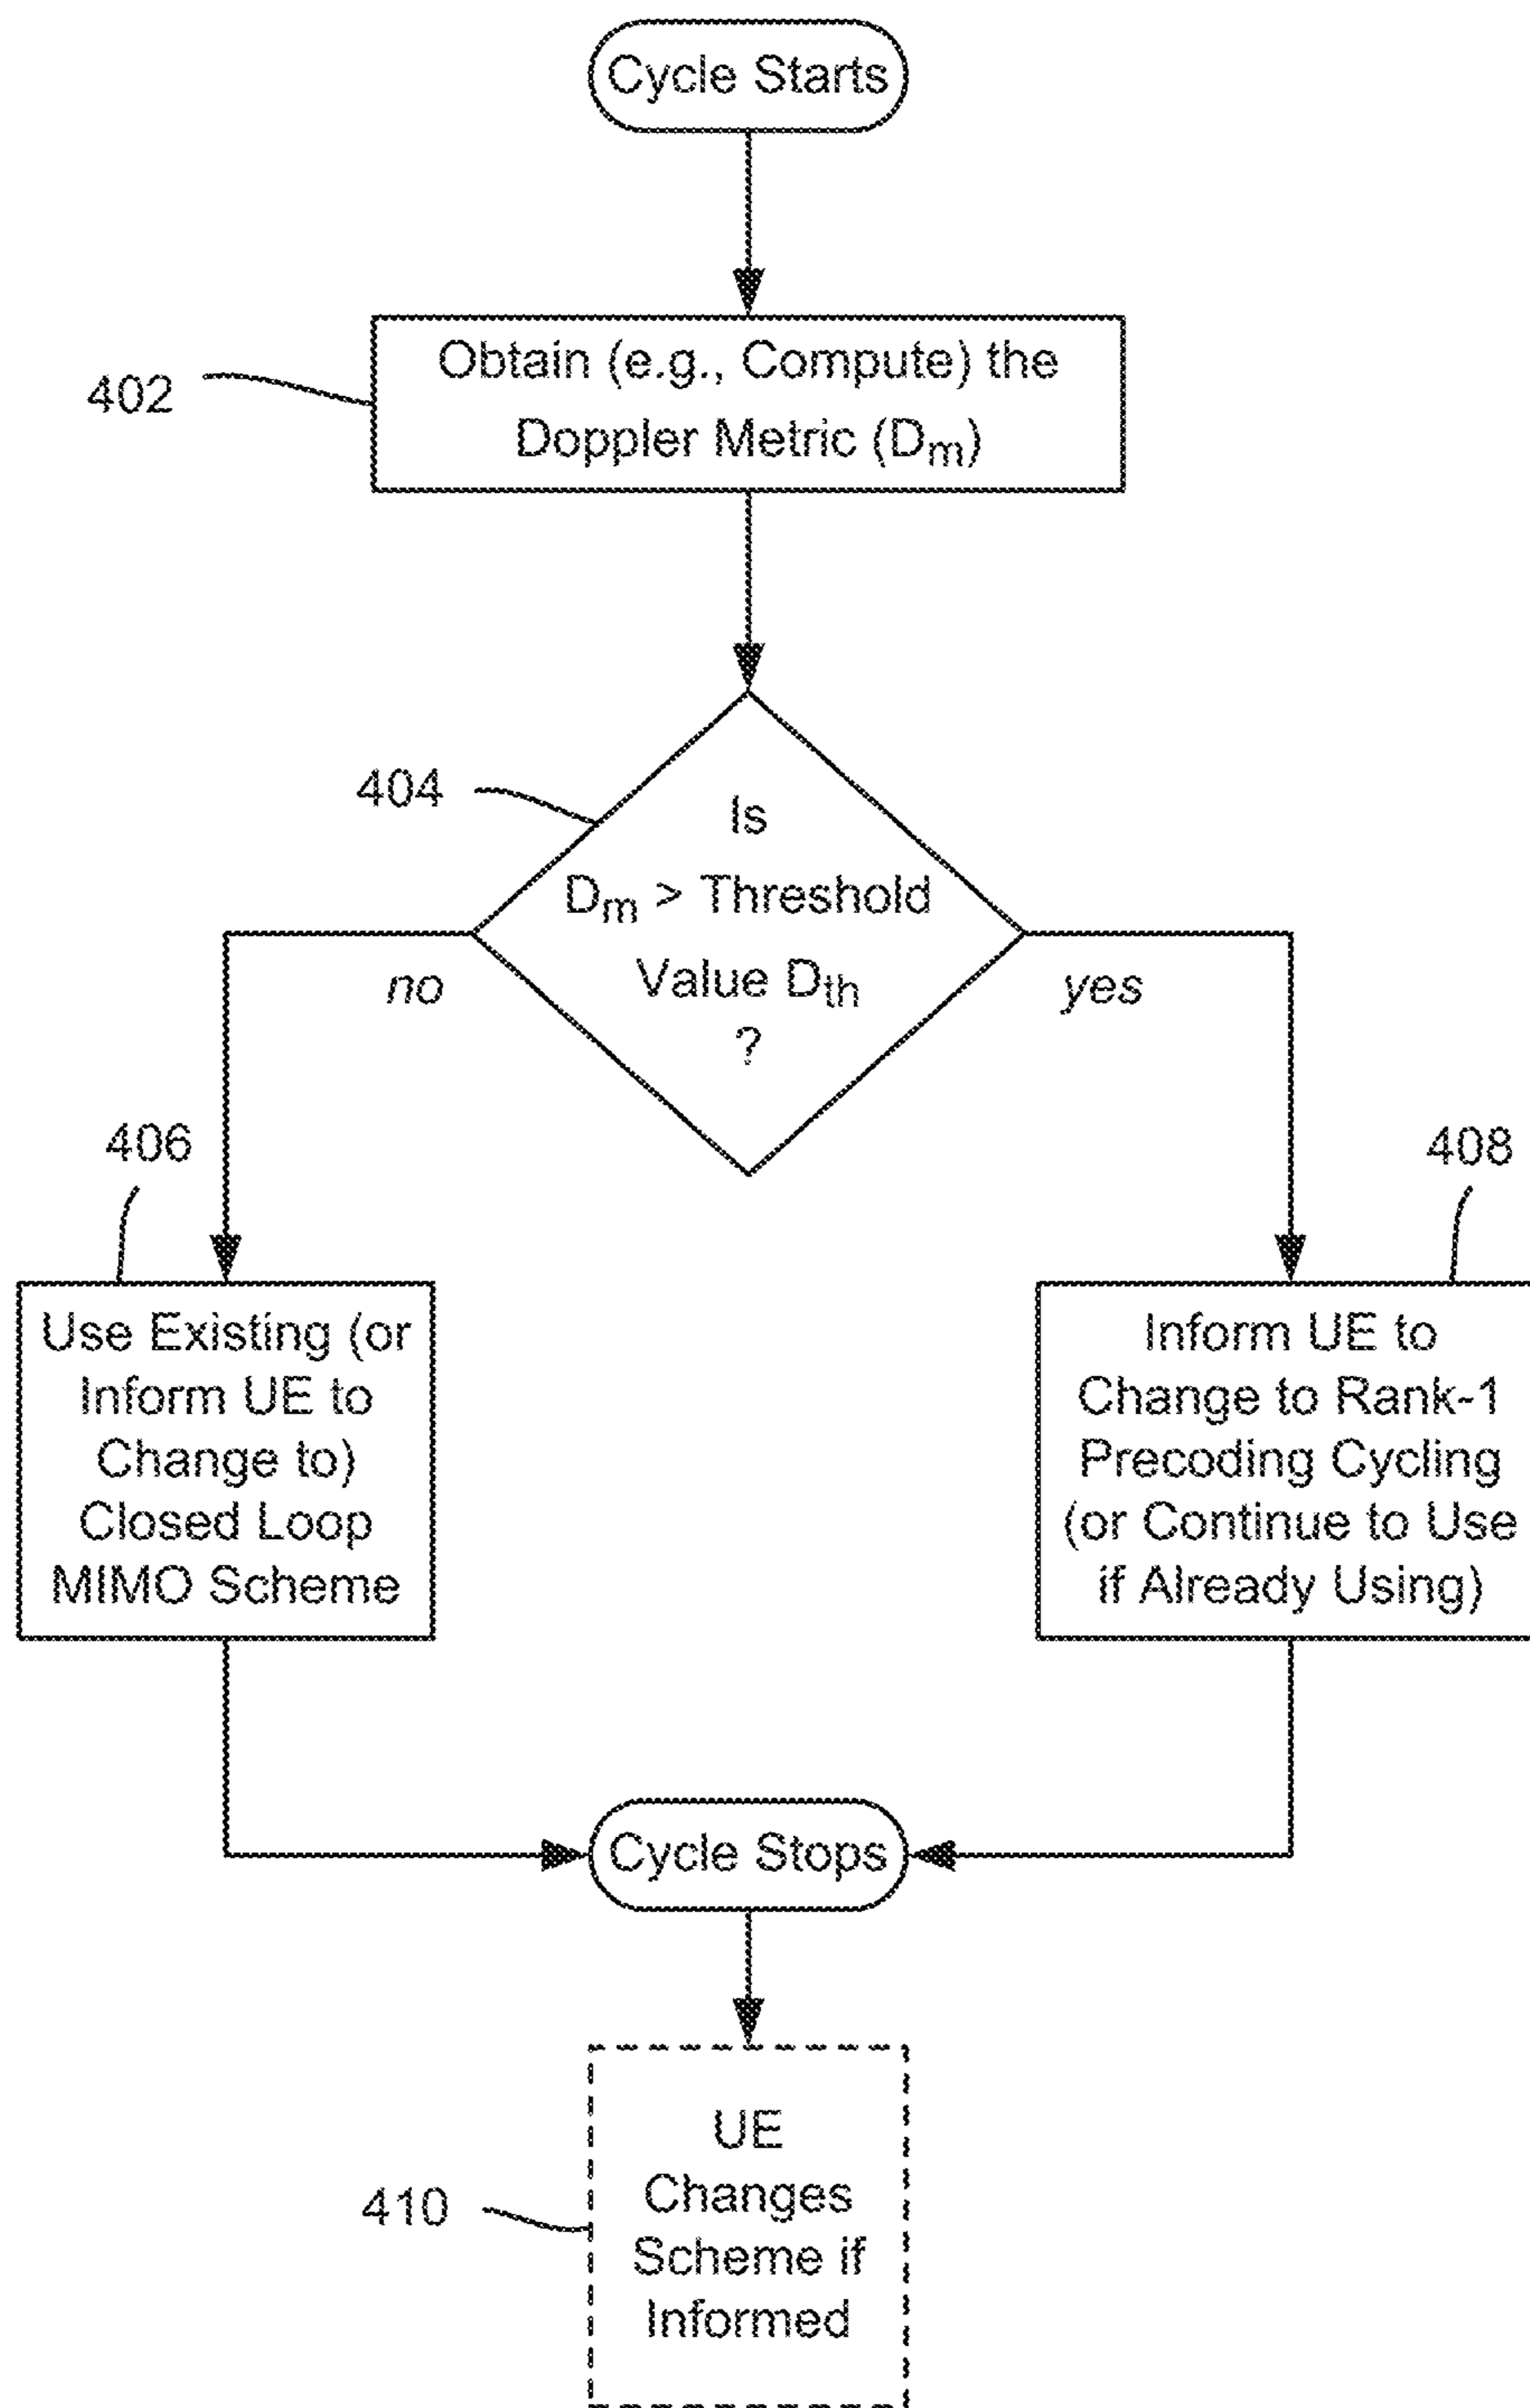 Cycle Starts
402
Obtain (e.g., Compute) the
Doppler Metric (Dm)
404
Is
Dm > Threshold
Value Dth
?
no
yes
406
408
Use Existing (or
Inform UE to
Change to)
Closed Loop
MIMO Scheme
Inform UE to
Change to Rank-1
Precoding Cycling
(or Continue to Use
if Already Using)
Cycle Stops
410
UE
Changes
Scheme if
Informed